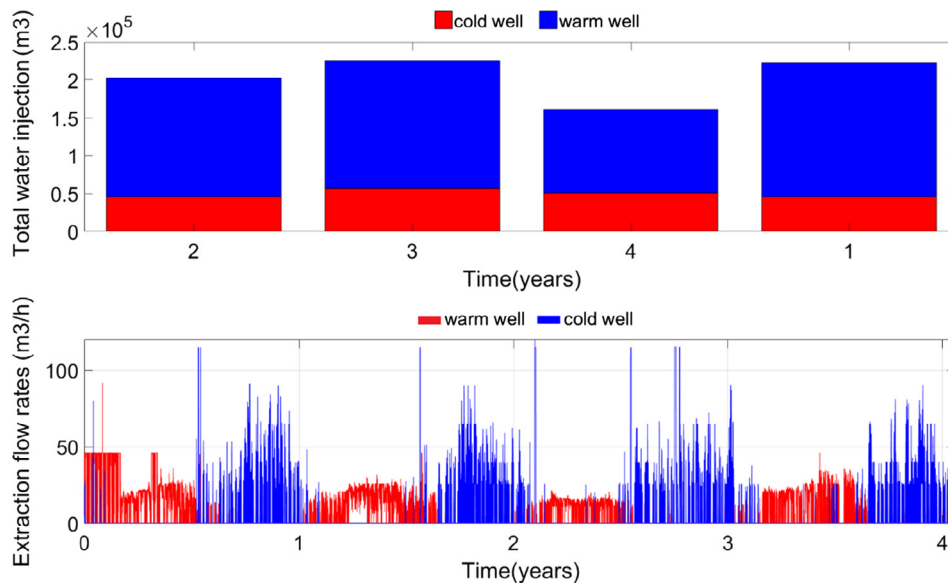 cold well warm well
×10^5
Total water injection (m3)
2.5
2
1.5
1
0.5
0
2 3 4 1
Time(years)
warm well cold well
Extraction flow rates (m3/h)
100
50
0
0 1 2 3 4
Time(years)